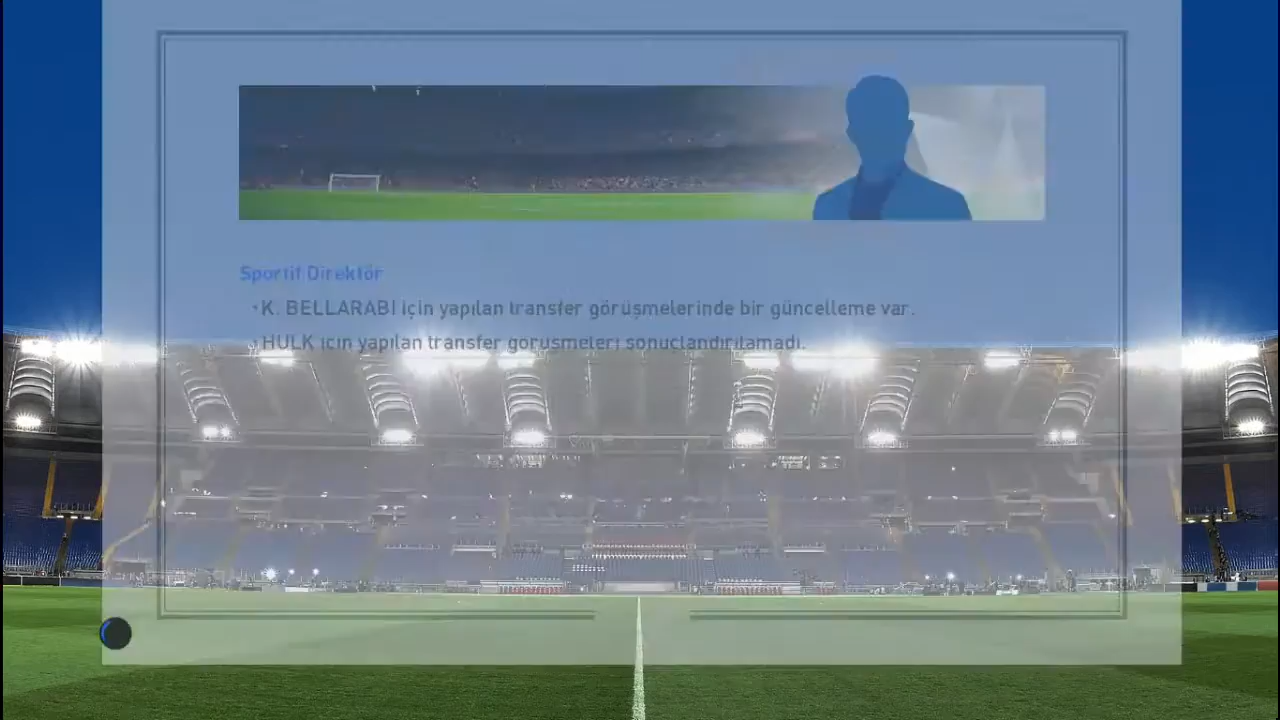 Sportif Direktör
• K. BELLARABI için yapılan transfer görüşmelerinde bir güncelleme var.
• HULK için yapılan transfer görüşmeleri sonuçlandırılamadı.